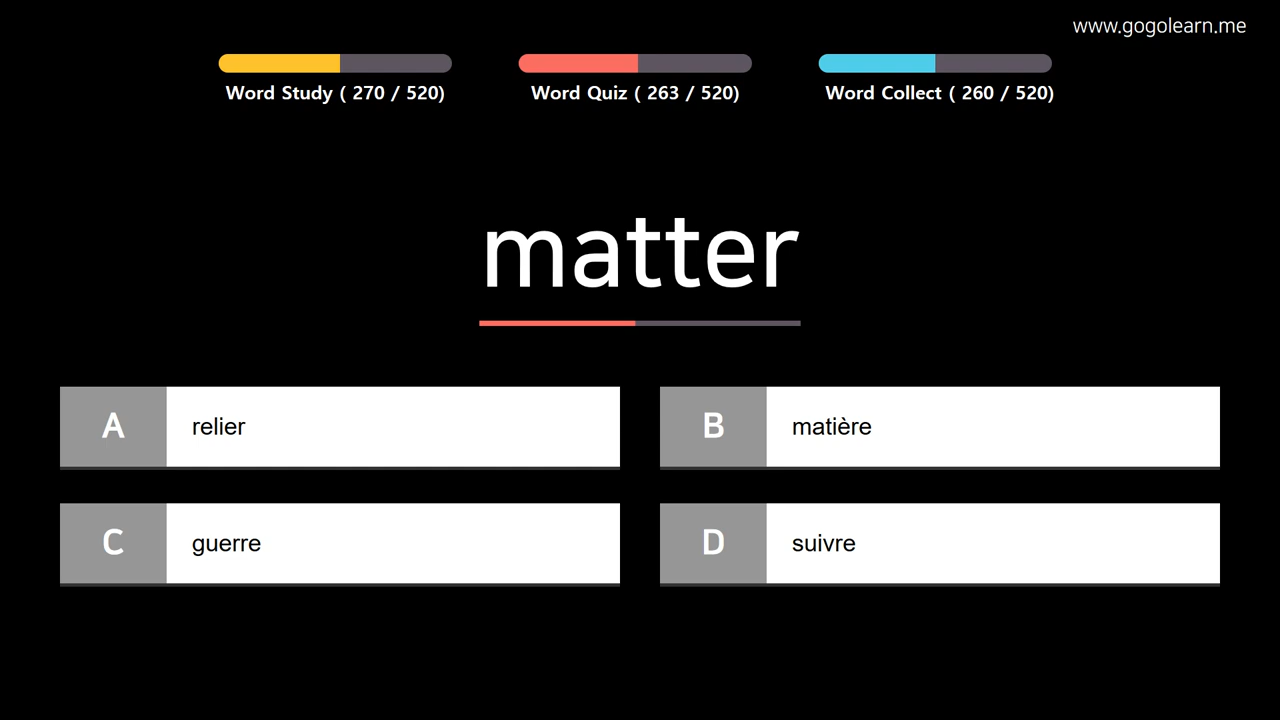 www.gogolearn.me
Word Study ( 270 / 520)
Word Quiz ( 263 / 520)
Word Collect ( 260 / 520)
matter
A relier
B matière
C guerre
D suivre